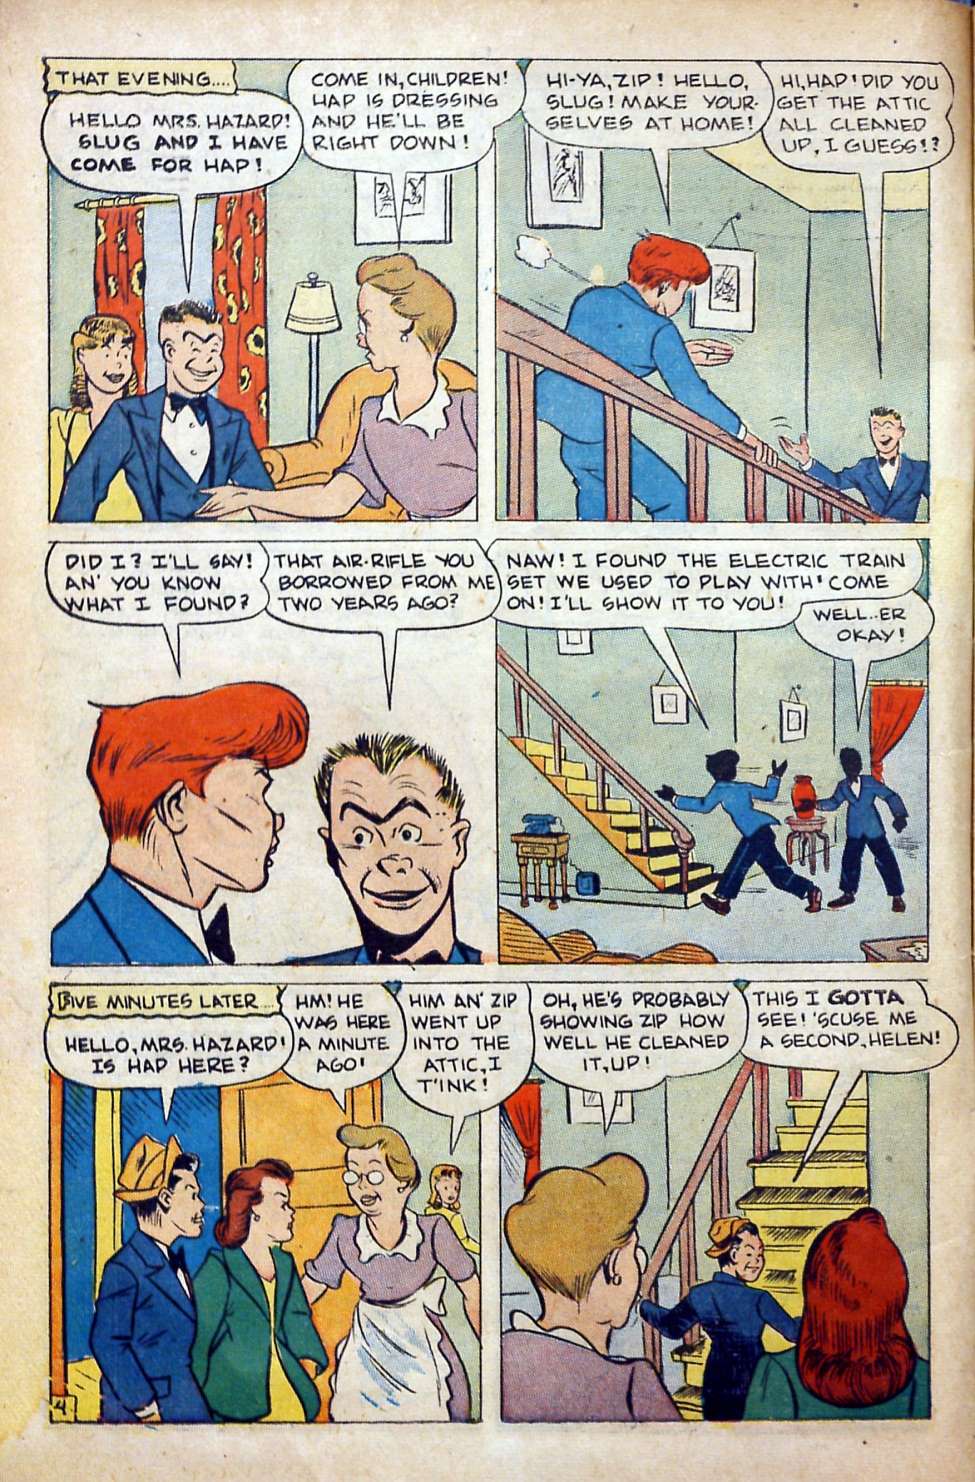 THAT EVENING....
HELLO MRS. HAZARD!
SLUG AND I HAVE
COME FOR HAP!
COME IN, CHILDREN!
HAP IS DRESSING
AND HE'LL BE
RIGHT DOWN!
HI-YA, ZIP! HELLO,
SLUG! MAKE YOUR-
SELVES AT HOME!
HI, HAP! DID YOU
GET THE ATTIC
ALL CLEANED
UP, I GUESS!?
DID I? I'LL SAY!
AN' YOU KNOW
WHAT I FOUND?
THAT AIR-RIFLE YOU
BORROWED FROM ME
TWO YEARS AGO?
NAW! I FOUND THE ELECTRIC TRAIN
SET WE USED TO PLAY WITH! COME
ON! I'LL SHOW IT TO YOU!
WELL..ER
OKAY!
FIVE MINUTES LATER...
HELLO, MRS. HAZARD!
IS HAP HERE?
HM! HE
WAS HERE
A MINUTE
AGO!
HIM AN' ZIP
WENT UP
INTO THE
ATTIC, I
T'INK!
OH, HE'S PROBABLY
SHOWING ZIP HOW
WELL HE CLEANED
IT, UP!
THIS I GOTTA
SEE! 'SCUSE ME
A SECOND, HELEN!
4